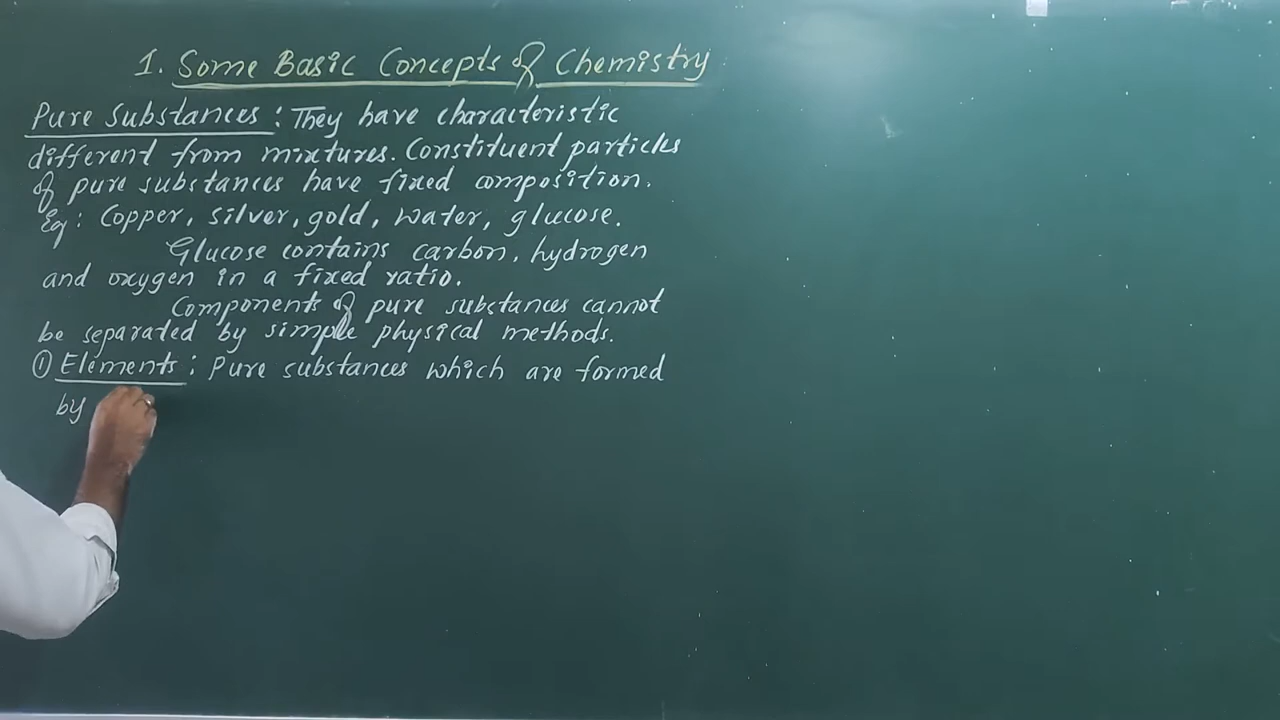 1. Some Basic Concepts of Chemistry
Pure Substances : They have characteristic
different from mixtures. Constituent particles
of pure substances have fixed composition.
Eg: Copper, silver, gold, water, glucose.
Glucose contains carbon, hydrogen
and oxygen in a fixed ratio.
Components of pure substances cannot
be separated by simple physical methods.
① Elements : Pure substances which are formed
by